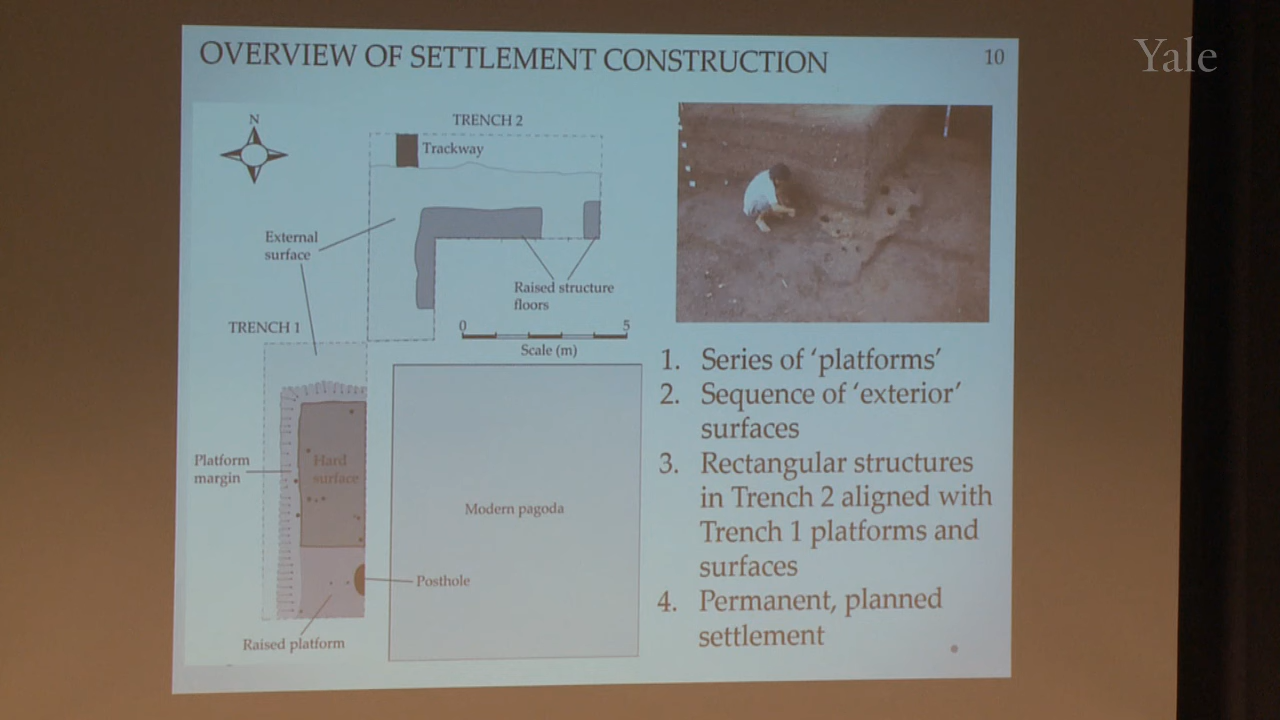 Yale
OVERVIEW OF SETTLEMENT CONSTRUCTION
10
N
TRENCH 2
Trackway
External
surface
Raised structure
floors
0
5
Scale (m)
TRENCH 1
Platform
margin
Hard
surface
Modern pagoda
Posthole
Raised platform
1. Series of ‘platforms’
2. Sequence of ‘exterior’
surfaces
3. Rectangular structures
in Trench 2 aligned with
Trench 1 platforms and
surfaces
4. Permanent, planned
settlement